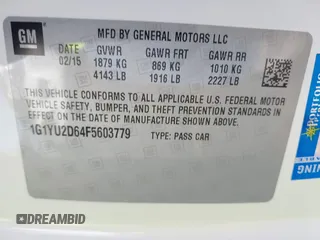 GM
MFD BY GENERAL MOTORS LLC
02/15 GVWR GAWR FRT GAWR RR
1879 KG 869 KG 1010 KG
4143 LB 1916 LB 2227 LB
THIS VEHICLE CONFORMS TO ALL APPLICABLE U.S. FEDERAL MOTOR
VEHICLE SAFETY, BUMPER, AND THEFT PREVENTION STANDARDS IN
EFFECT ON THE DATE OF MANUFACTURE SHOWN ABOVE.
1G1YU2D64F5603779 TYPE: PASS CAR
DREAMBID